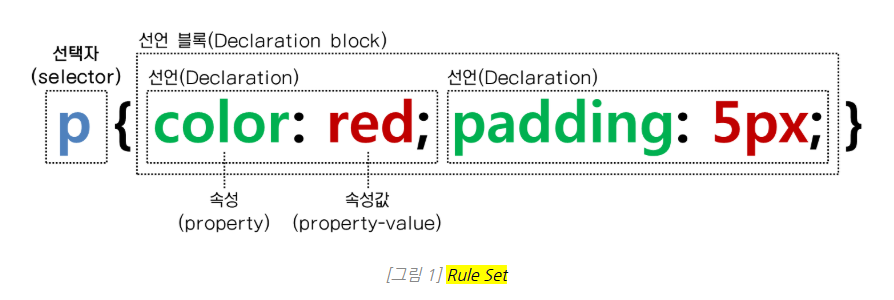 선언 블록(Declaration block)
선택자
(selector)
선언(Declaration) 선언(Declaration)
p { color: red; padding: 5px; }
속성 속성값
(property) (property-value)
[그림 1] Rule Set